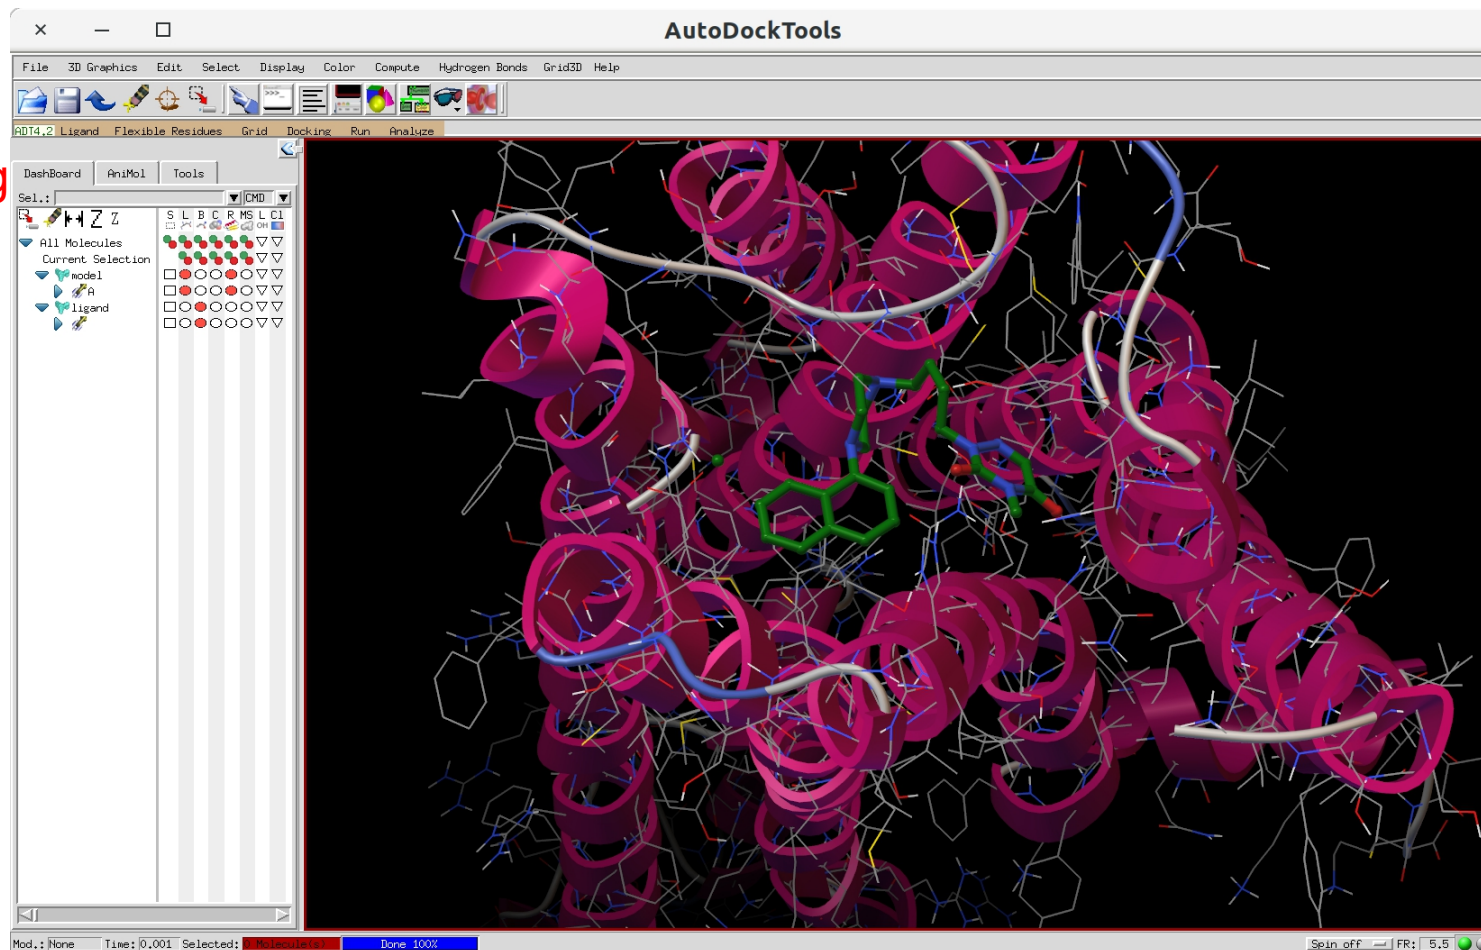 AutoDockTools
File 3D Graphics Edit Select Display Color Compute Hydrogen Bonds Grid3D Help
ADT4.2 Ligand Flexible Residues Grid Docking Run Analyze
g
DashBoard AniMol Tools
Sel.: CMD
S L B C R MS L Cl
All Molecules
Current Selection
model
A
ligand
Mod.: None Time: 0.001 Selected: 0 Molecule(s) Done 100% Spin off FR: 5.5